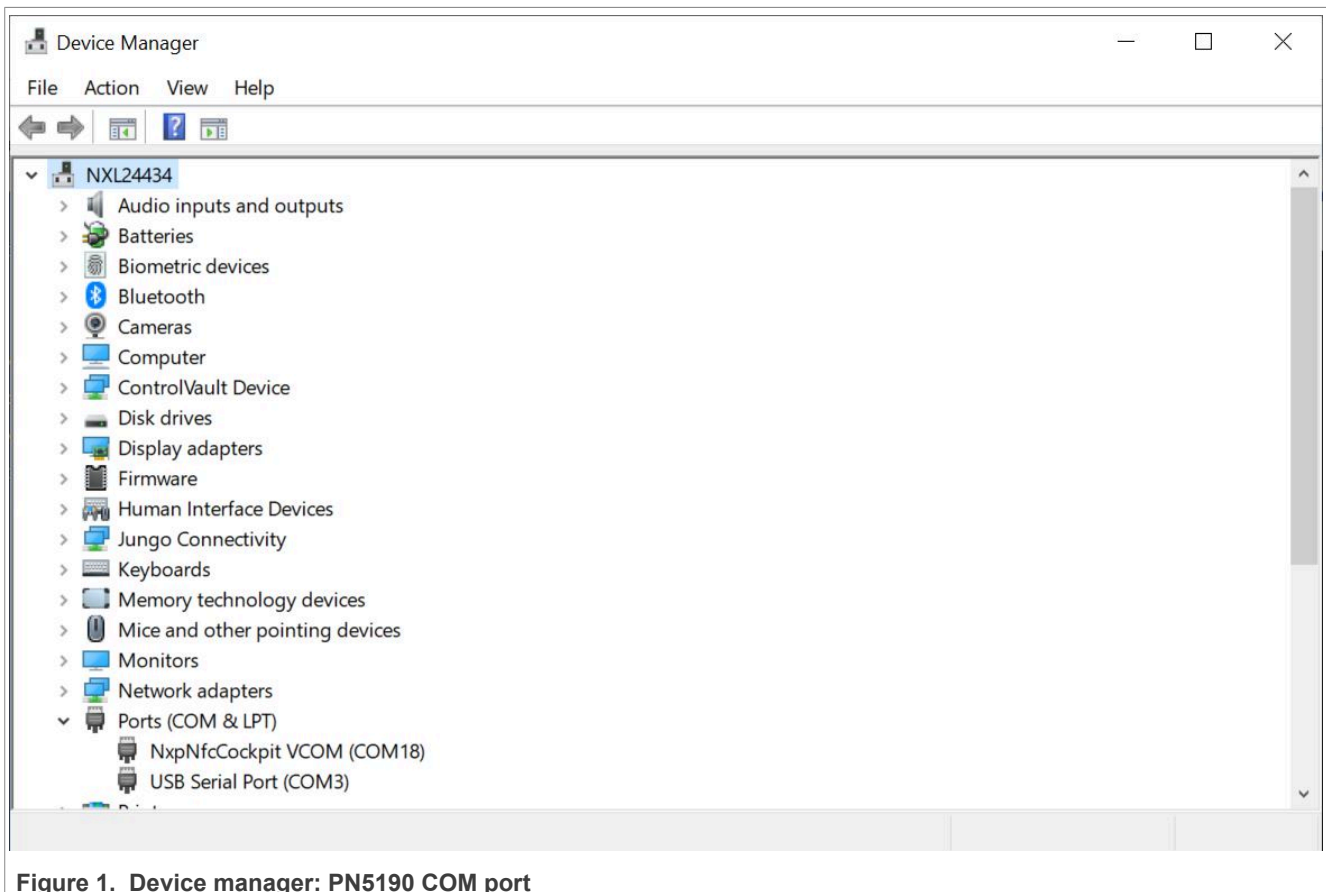 Device Manager
File Action View Help
NXL24434
Audio inputs and outputs
Batteries
Biometric devices
Bluetooth
Cameras
Computer
ControlVault Device
Disk drives
Display adapters
Firmware
Human Interface Devices
Jungo Connectivity
Keyboards
Memory technology devices
Mice and other pointing devices
Monitors
Network adapters
Ports (COM & LPT)
NxpNfcCockpit VCOM (COM18)
USB Serial Port (COM3)
Figure 1. Device manager: PN5190 COM port